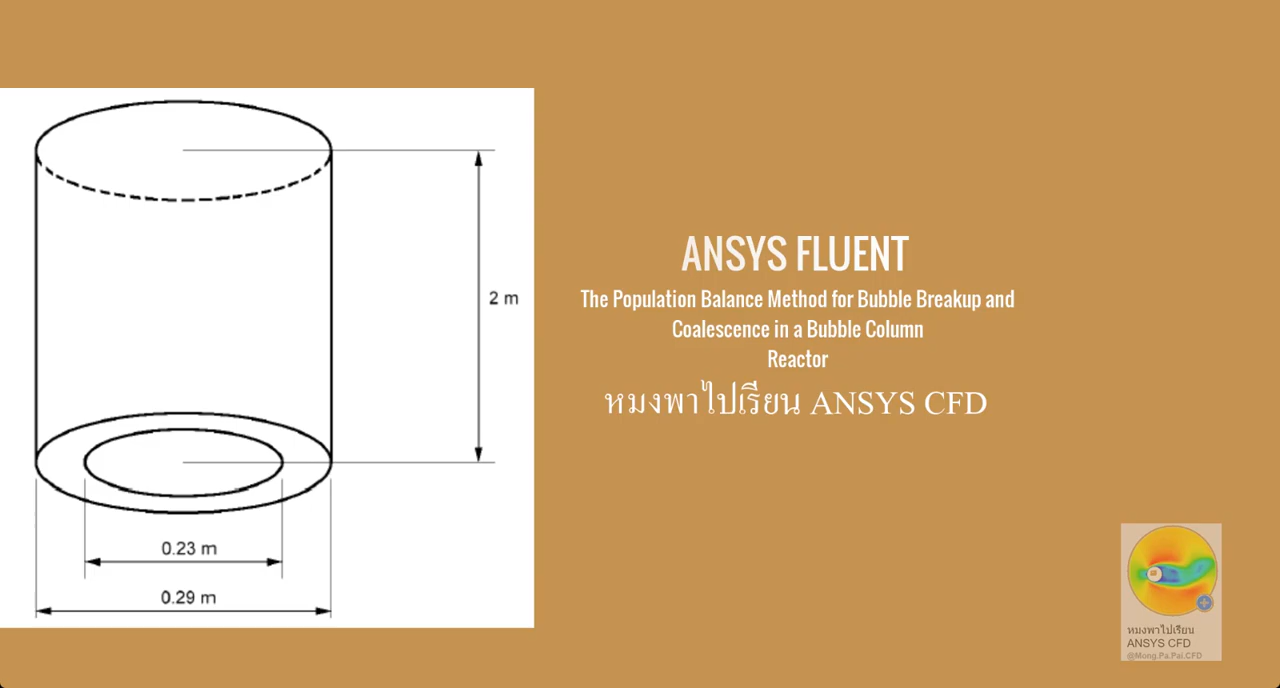 2 m
0.23 m
0.29 m
ANSYS FLUENT
The Population Balance Method for Bubble Breakup and
Coalescence in a Bubble Column
Reactor
หมงพาไปเรียน ANSYS CFD
หมงพาไปเรียน
ANSYS CFD
@Mong.Pa.Pai.CFD